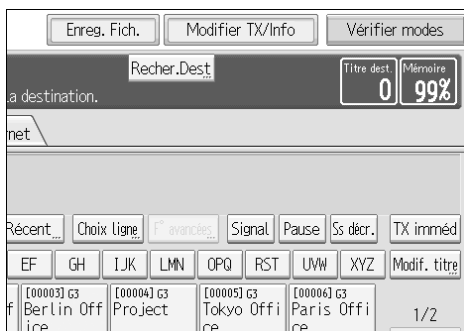 Enreg. Fich. Modifier TX/Info Vérifier modes
Recher.Dest. Titre dest. Mémoire
la destination. 0 99%
rnet
Récent Choix ligne F° avancées Signal Pause Ss décr. TX imméd
EF GH IJK LMN OPQ RST UVW XYZ Modif. titre
[00003] G3 [00004] G3 [00005] G3 [00006] G3
f Berlin Off Project Tokyo Offi Paris Offi 1/2
ice ce ce